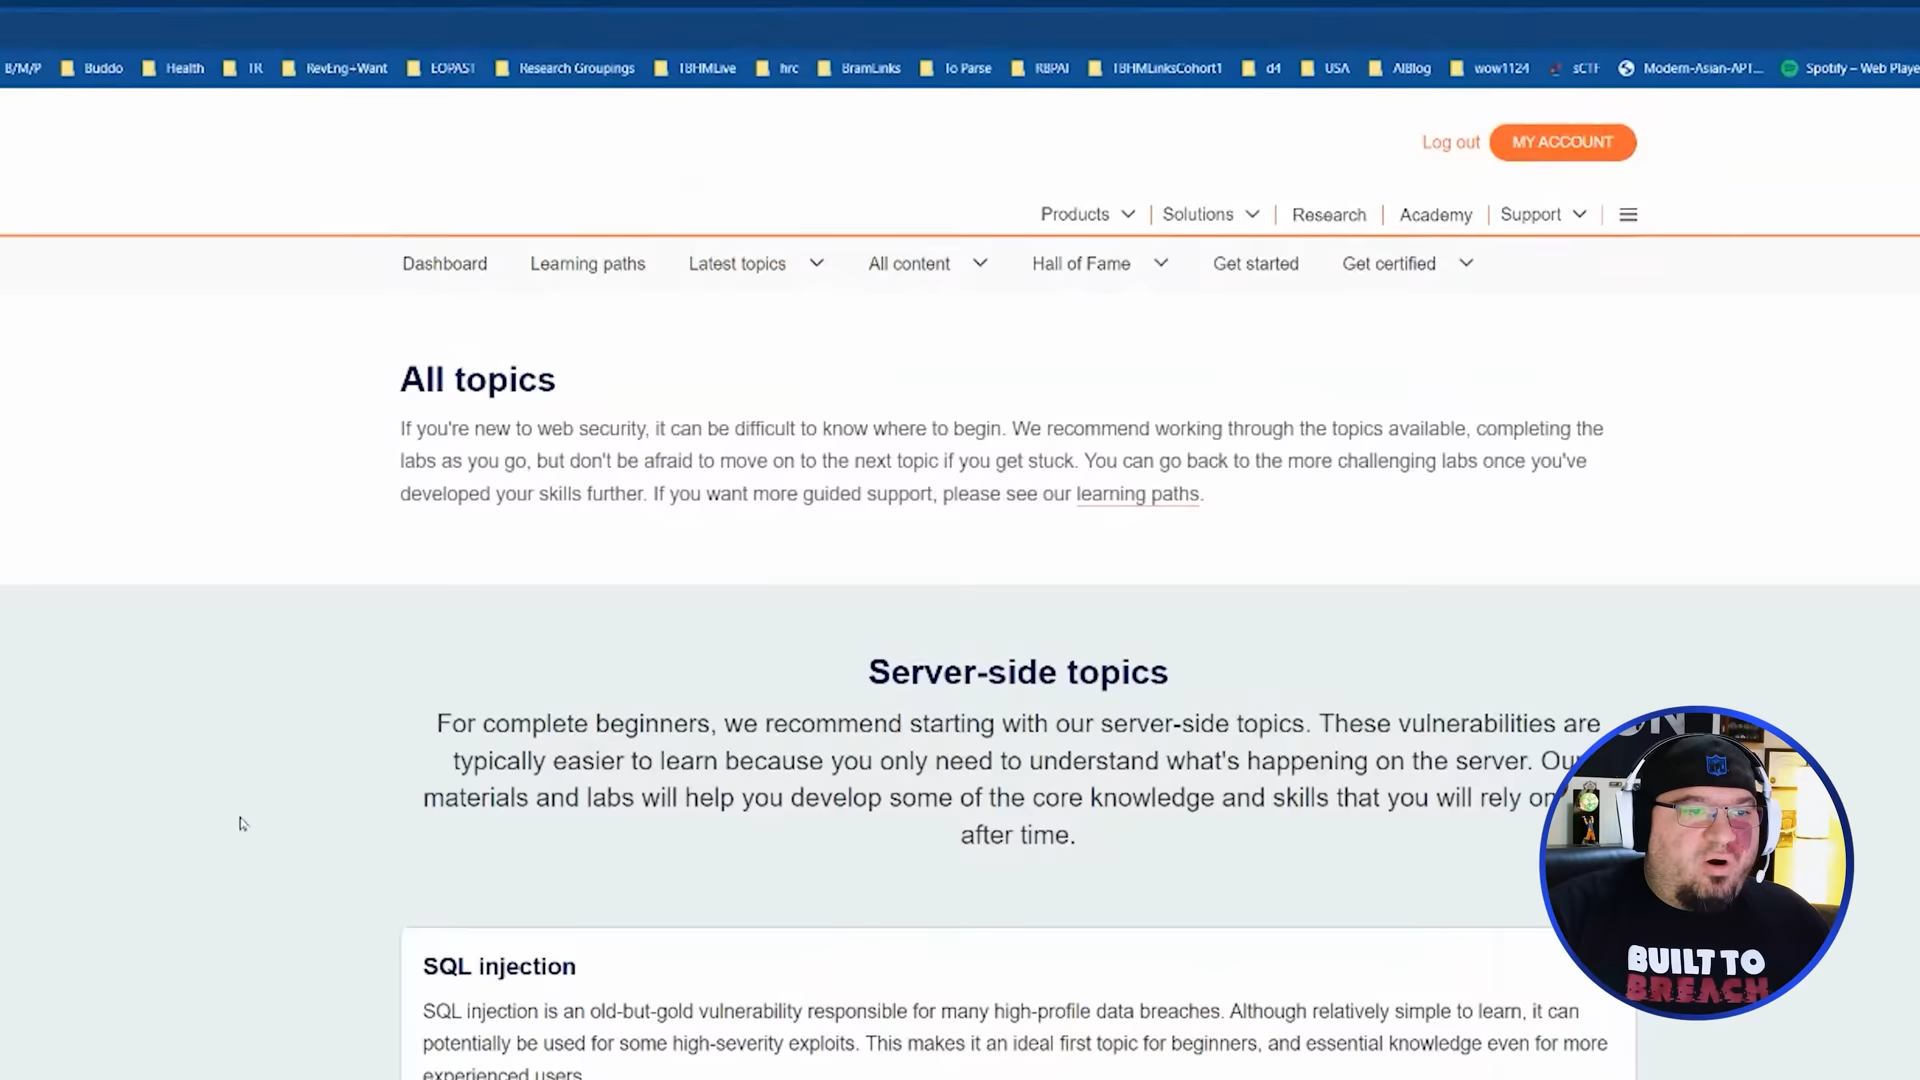 B/M/P Buddo Health TR RevEng+Want EOPAST Research Groupings TBHMLive hrc BramLinks To Parse RBPAI TBHMLinksCohort1 d4 USA AIBlog wow1124 sCTF Modern-Asian-APT... Spotify – Web Playe
Log out MY ACCOUNT
Products Solutions Research Academy Support
Dashboard Learning paths Latest topics All content Hall of Fame Get started Get certified
All topics
If you're new to web security, it can be difficult to know where to begin. We recommend working through the topics available, completing the
labs as you go, but don't be afraid to move on to the next topic if you get stuck. You can go back to the more challenging labs once you've
developed your skills further. If you want more guided support, please see our learning paths.
Server-side topics
For complete beginners, we recommend starting with our server-side topics. These vulnerabilities are
typically easier to learn because you only need to understand what's happening on the server. Our
materials and labs will help you develop some of the core knowledge and skills that you will rely on
after time.
SQL injection
SQL injection is an old-but-gold vulnerability responsible for many high-profile data breaches. Although relatively simple to learn, it can
potentially be used for some high-severity exploits. This makes it an ideal first topic for beginners, and essential knowledge even for more
experienced users.
BUILT TO
BREACH